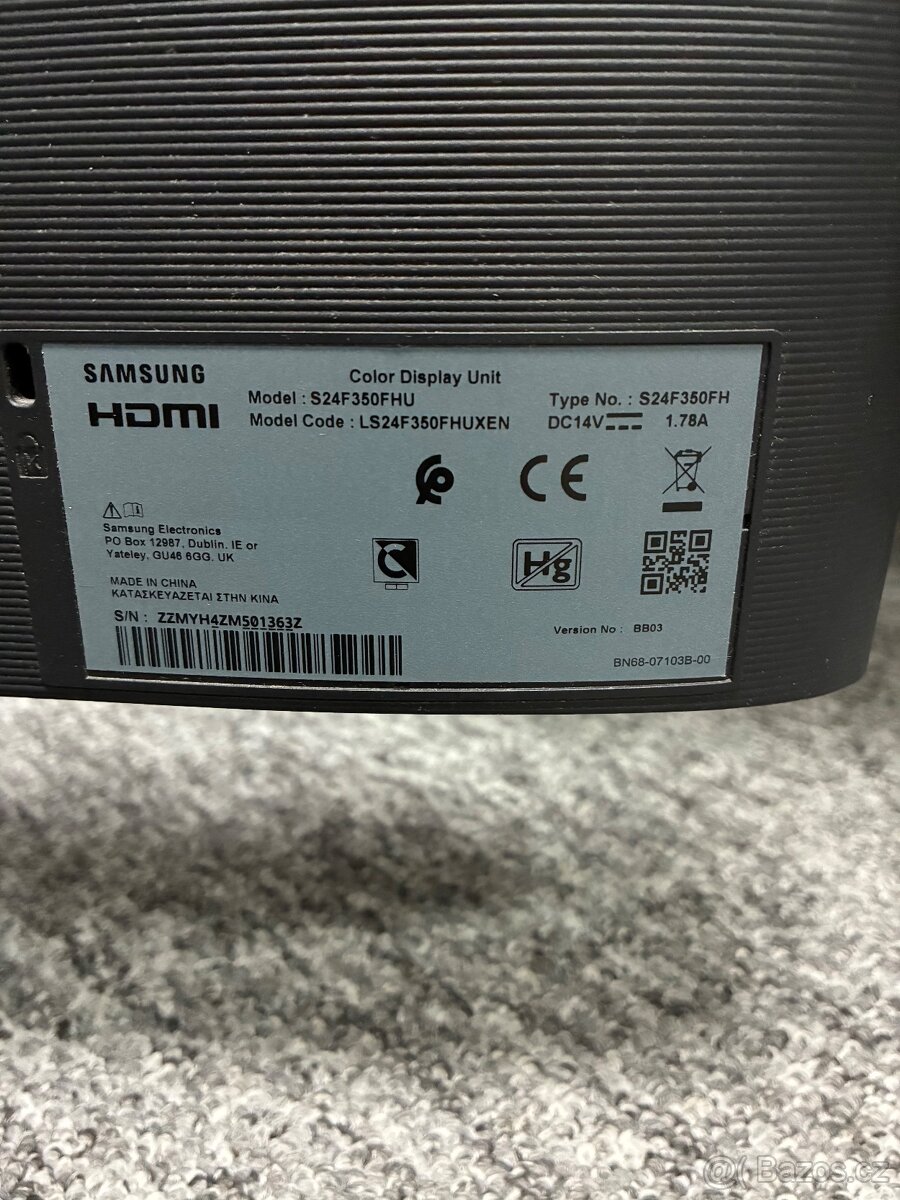 SAMSUNG
HDMI
Color Display Unit
Model : S24F350FHU
Type No. : S24F350FH
Model Code : LS24F350FHUXEN
DC14V 1.78A
CE
Samsung Electronics
PO Box 12987, Dublin. IE or
Yateley, GU46 6GG. UK
C
Hg
MADE IN CHINA
ΚΑΤΑΣΚΕΥΑΖΕΤΑΙ ΣΤΗΝ ΚΙΝΑ
S/N : ZZMYH4ZM501363Z
Version No : BB03
BN68-07103B-00
Bazos.cz